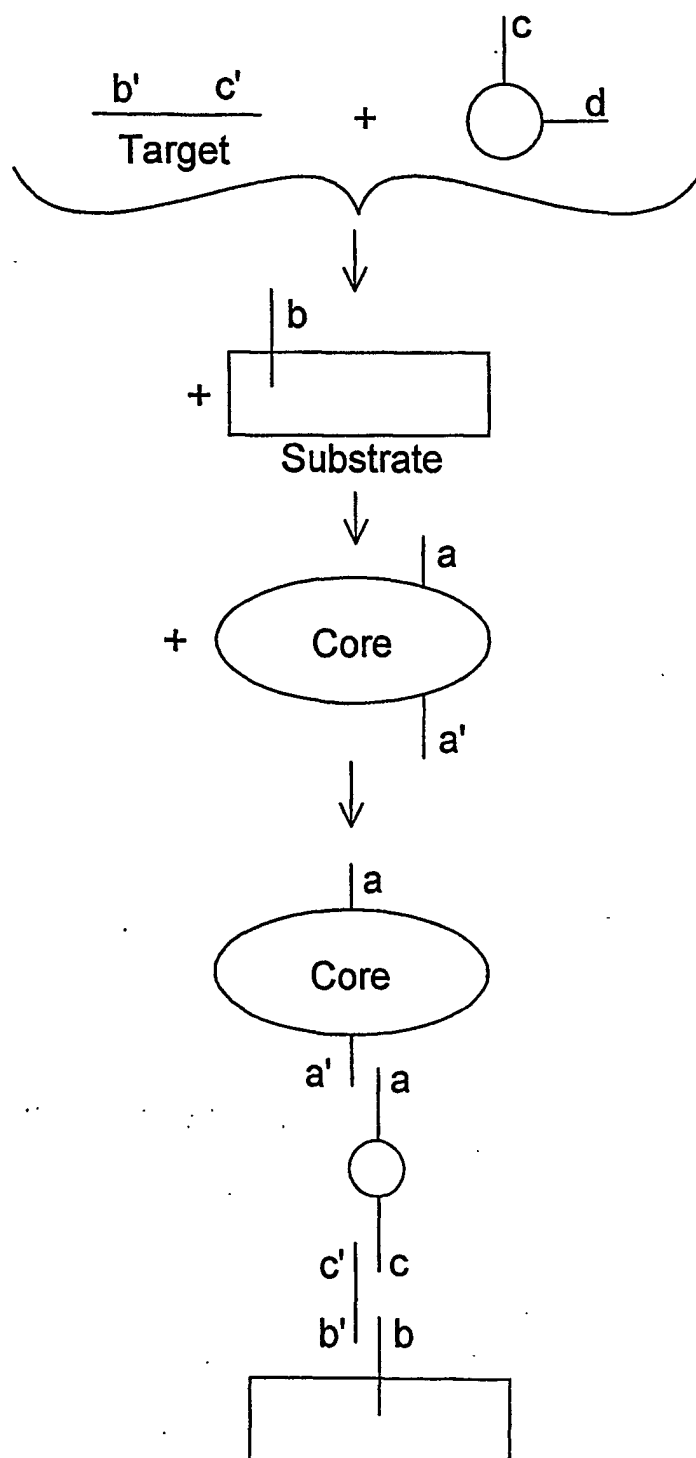 c
b' c'
+ d
Target
b
+
Substrate
a
+ Core
a'
a
Core
a' a
c' c
b' b